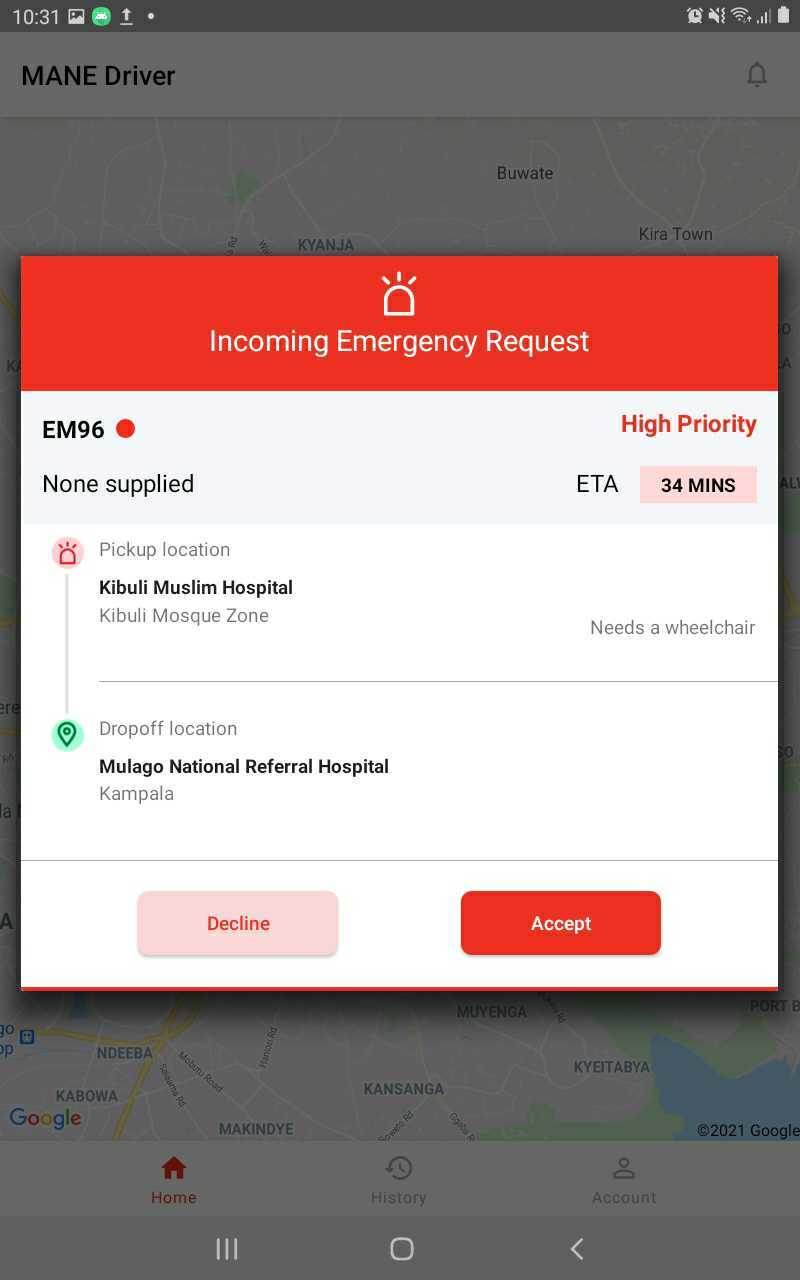 10:31
MANE Driver
Buwate
Kira Town
KYANJA
Incoming Emergency Request
EM96
High Priority
None supplied
ETA
34 MINS
Pickup location
Kibuli Muslim Hospital
Kibuli Mosque Zone
Needs a wheelchair
Dropoff location
Mulago National Referral Hospital
Kampala
Decline
Accept
MUYENGA
PORT B
NDEEBA
Mobutu Road
KYEITABYA
KABOWA
KANSANGA
Google
MAKINDYE
©2021 Google
Home
History
Account